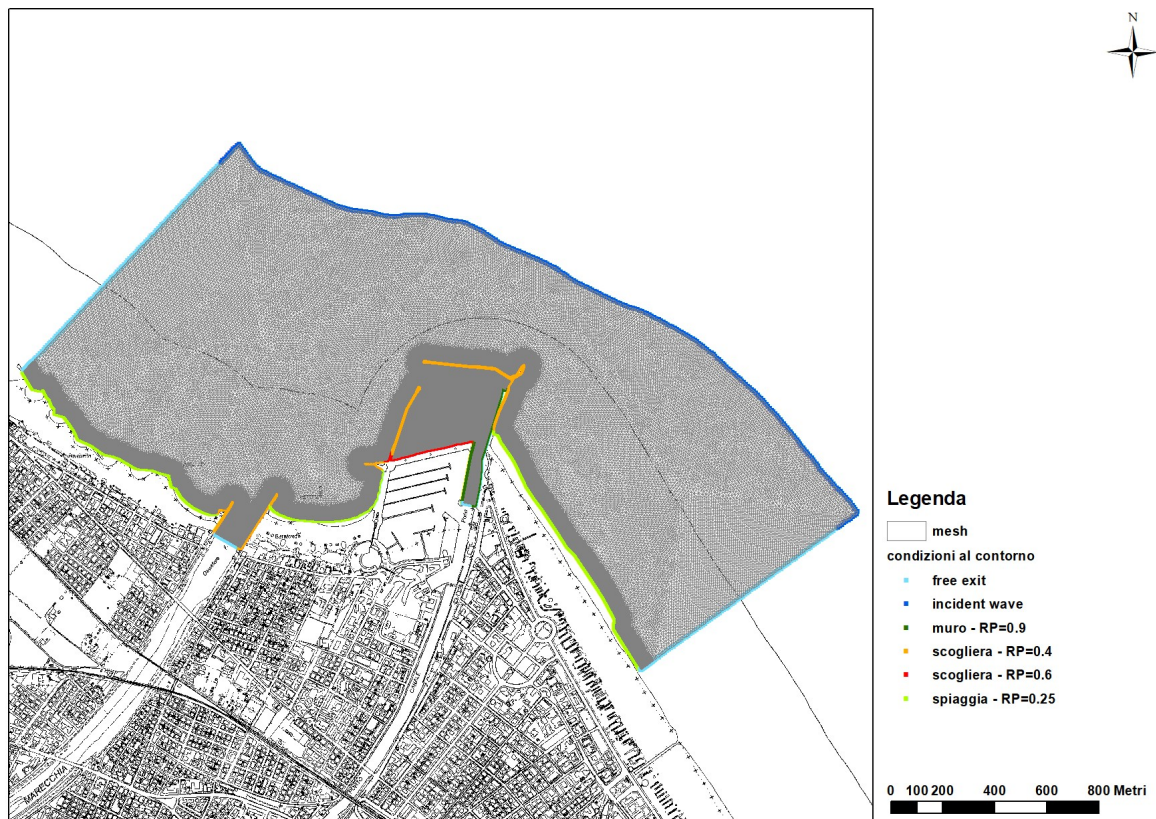 N
Legenda
mesh
condizioni al contorno
free exit
incident wave
muro - RP=0.9
scogliera - RP=0.4
scogliera - RP=0.6
spiaggia - RP=0.25
MARECCHIA
0 100 200 400 600 800 Metri